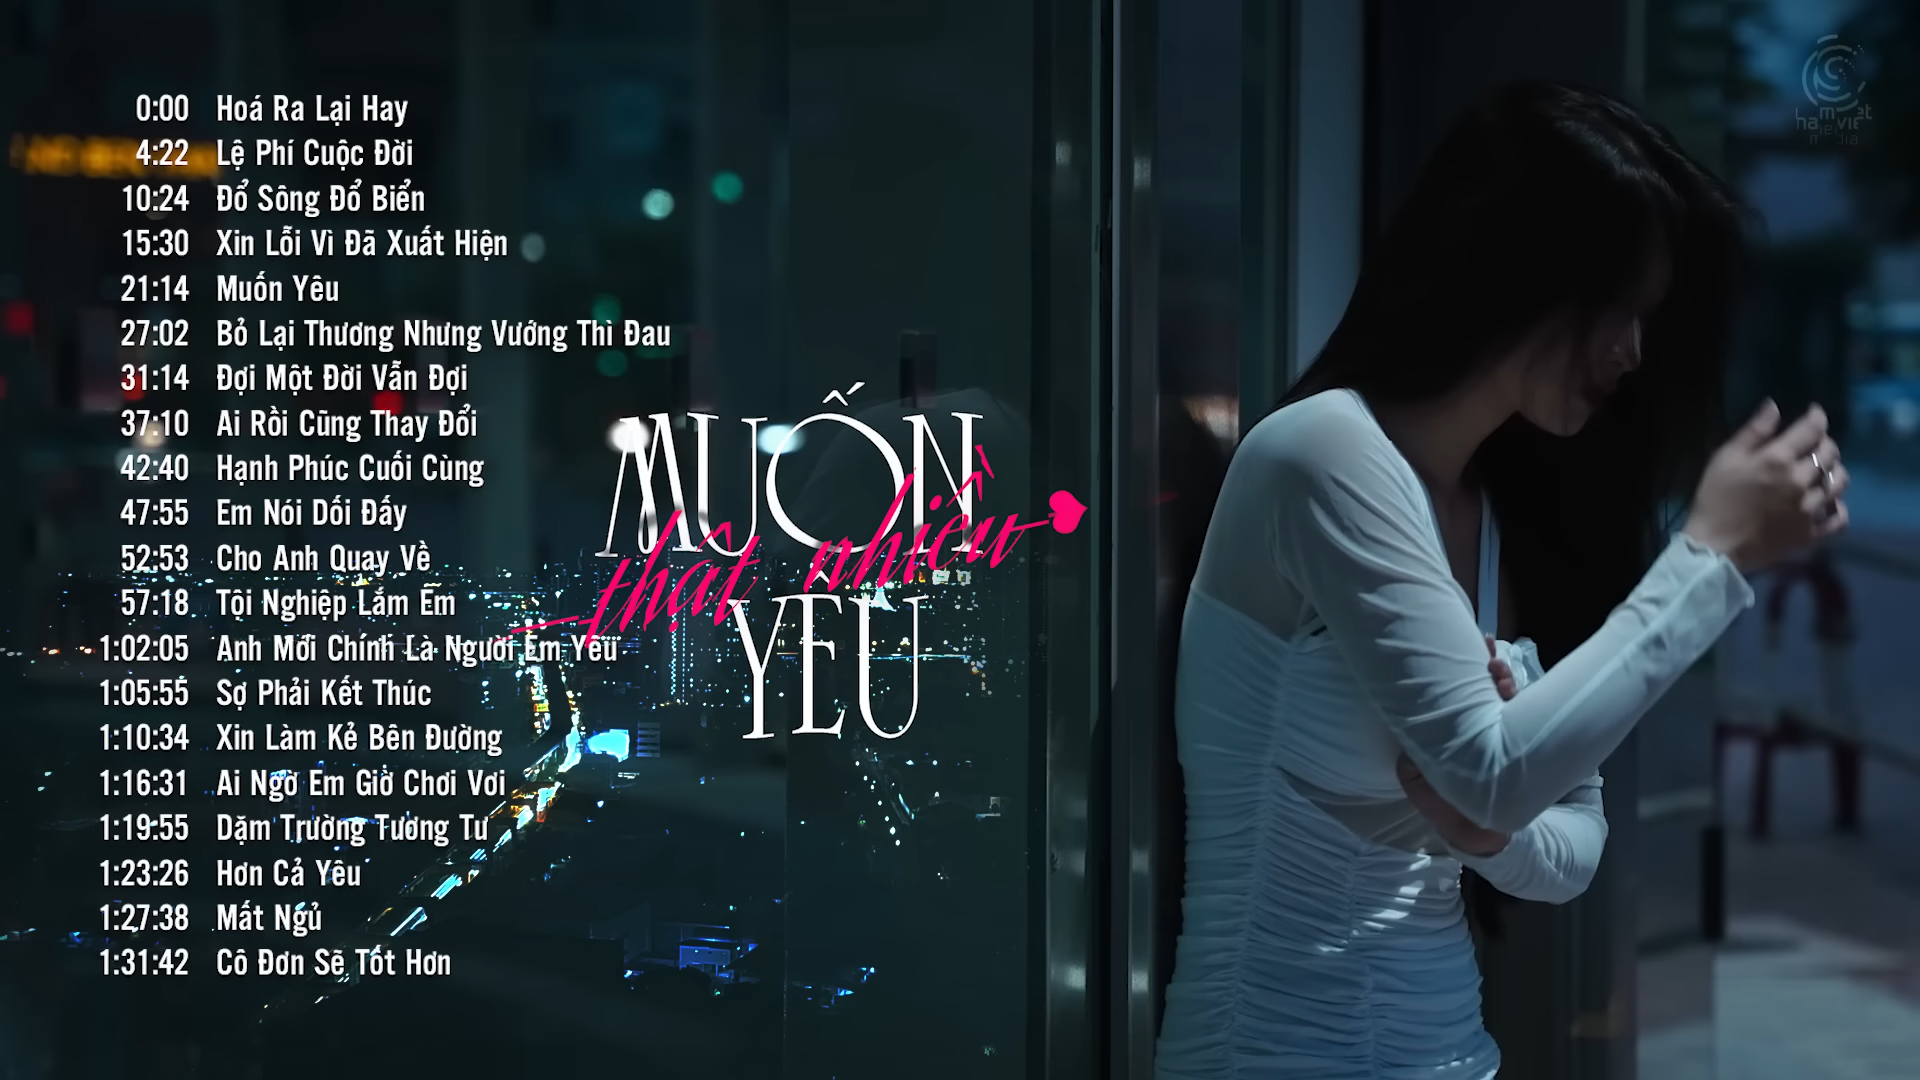 0:00 Hoá Ra Lại Hay
4:22 Lệ Phí Cuộc Đời
10:24 Đổ Sông Đổ Biển
15:30 Xin Lỗi Vì Đã Xuất Hiện
21:14 Muốn Yêu
27:02 Bỏ Lại Thương Nhưng Vướng Thì Đau
31:14 Đợi Một Đời Vẫn Đợi
37:10 Ai Rồi Cũng Thay Đổi
42:40 Hạnh Phúc Cuối Cùng
47:55 Em Nói Dối Đấy
52:53 Cho Anh Quay Về
57:18 Tội Nghiệp Lắm Em
1:02:05 Anh Mới Chính Là Người Em Yêu
1:05:55 Sợ Phải Kết Thúc
1:10:34 Xin Làm Kẻ Bên Đường
1:16:31 Ai Ngờ Em Giờ Chơi Vơi
1:19:55 Dặm Trường Tương Tư
1:23:26 Hơn Cả Yêu
1:27:38 Mất Ngủ
1:31:42 Cô Đơn Sẽ Tốt Hơn
MUỐN
thật nhiều
YÊU
media